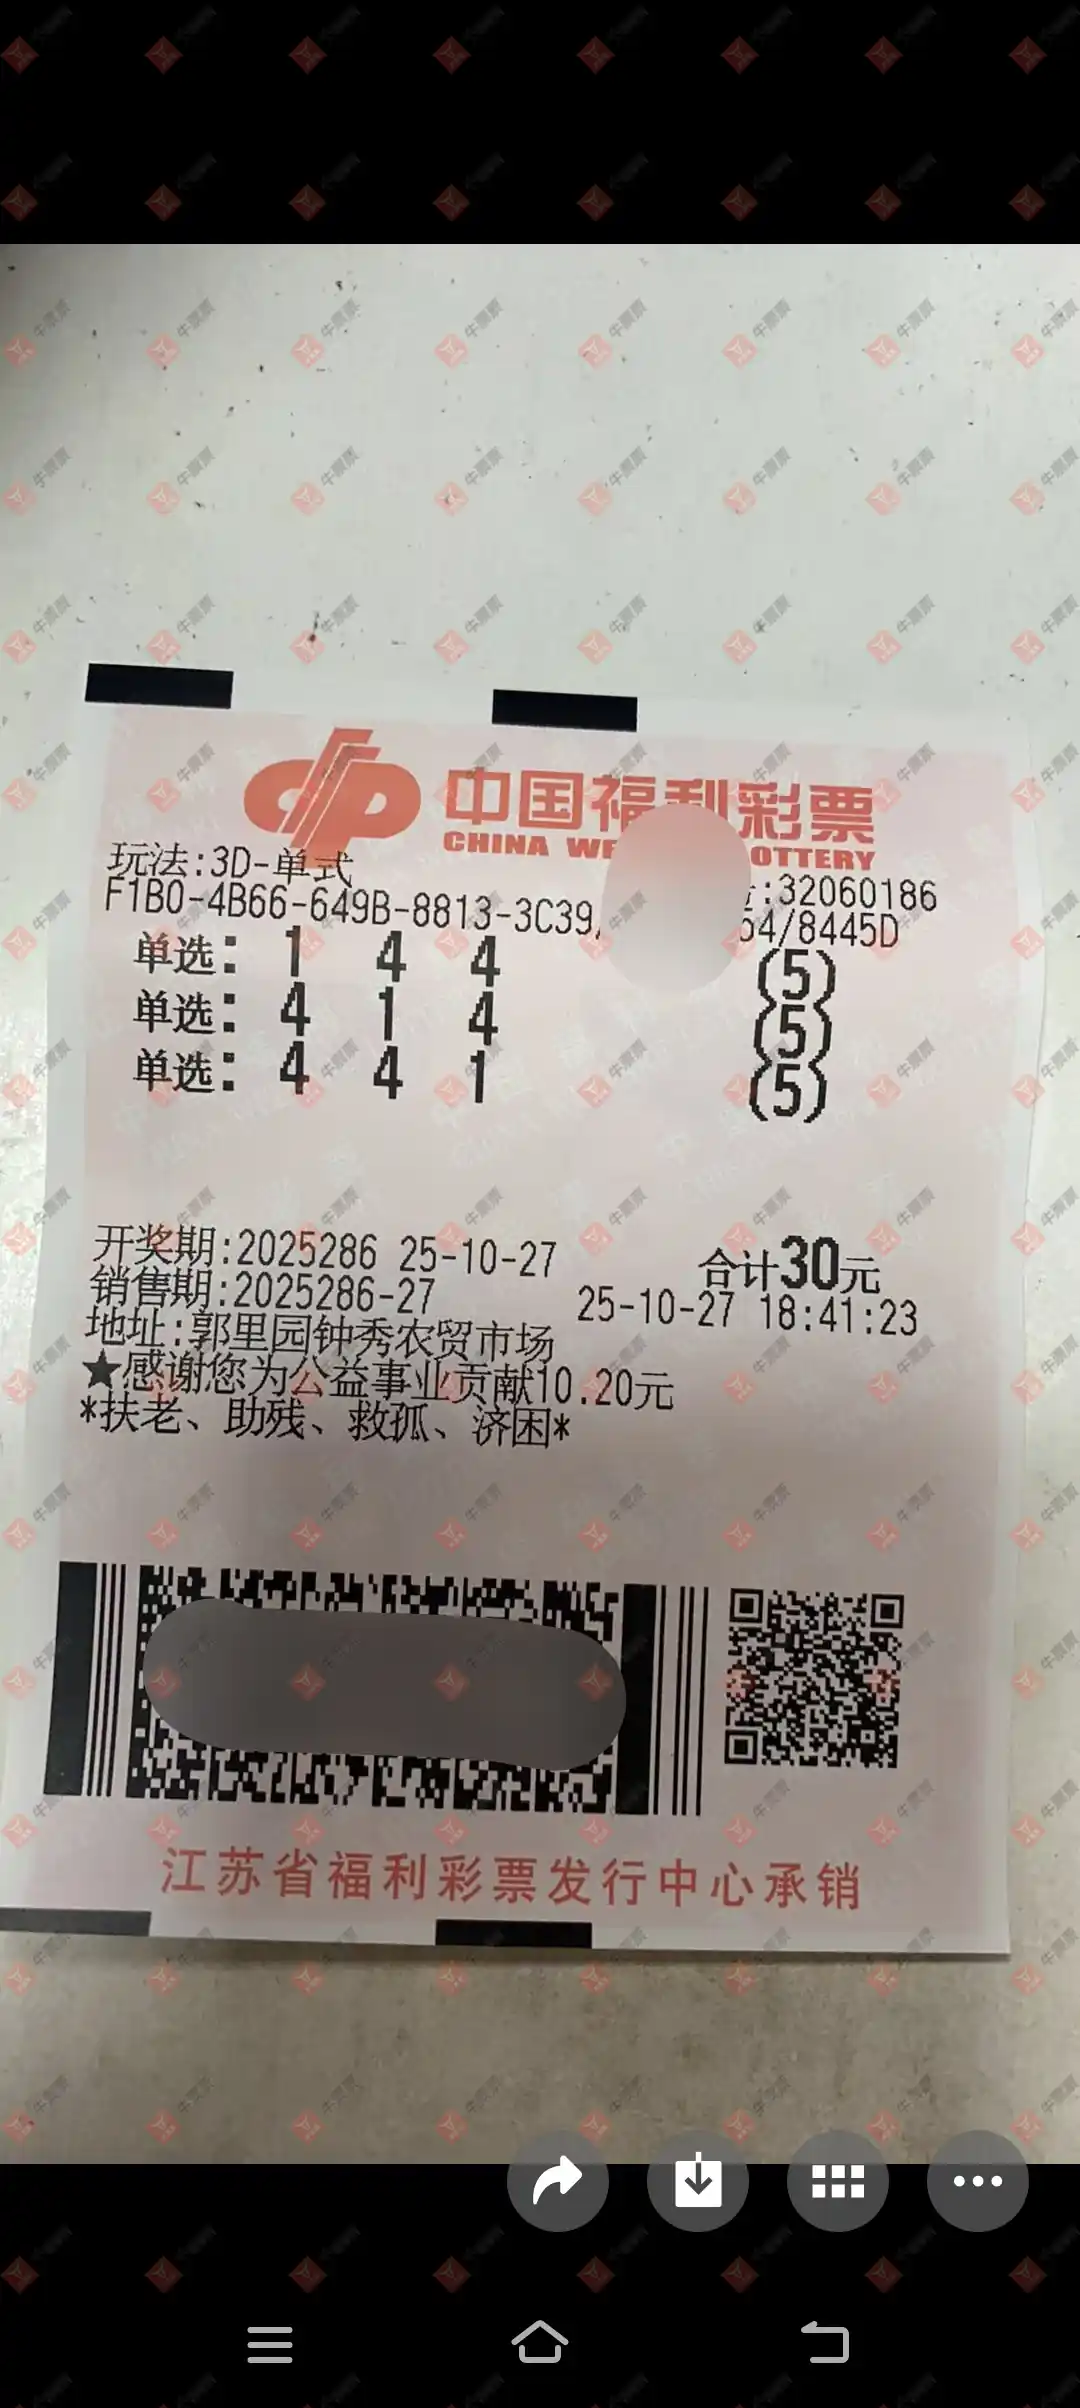 中国福利彩票
CHINA WE OTTERY
玩法:3D-单式
:32060186
F1B0-4B66-649B-8813-3C39, 64/8445D
单选: 1 4 4 (5)
单选: 4 1 4 (5)
单选: 4 4 1 (5)
开奖期:2025286 25-10-27 合计30元
销售期:2025286-27 25-10-27 18:41:23
地址:郭里园钟秀农贸市场
★感谢您为公益事业贡献10.20元
*扶老、助残、救孤、济困*
江苏省福利彩票发行中心承销
牛票票